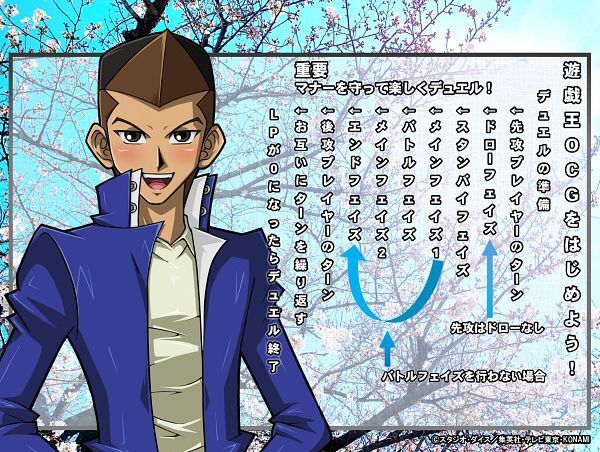 遊戯王OCGをはじめよう！
デュエルの準備
←先攻プレイヤーのターン
←ドローフェイズ
←スタンバイフェイズ
←メインフェイズ1
←バトルフェイズ
←メインフェイズ2
←エンドフェイズ
←後攻プレイヤーのターン
←お互いにターンを繰り返す
LPが0になったらデュエル終了
重要
マナーを守って楽しくデュエル！
先攻はドローなし
バトルフェイズを行わない場合
©スタジオ・ダイス／集英社・テレビ東京・KONAMI